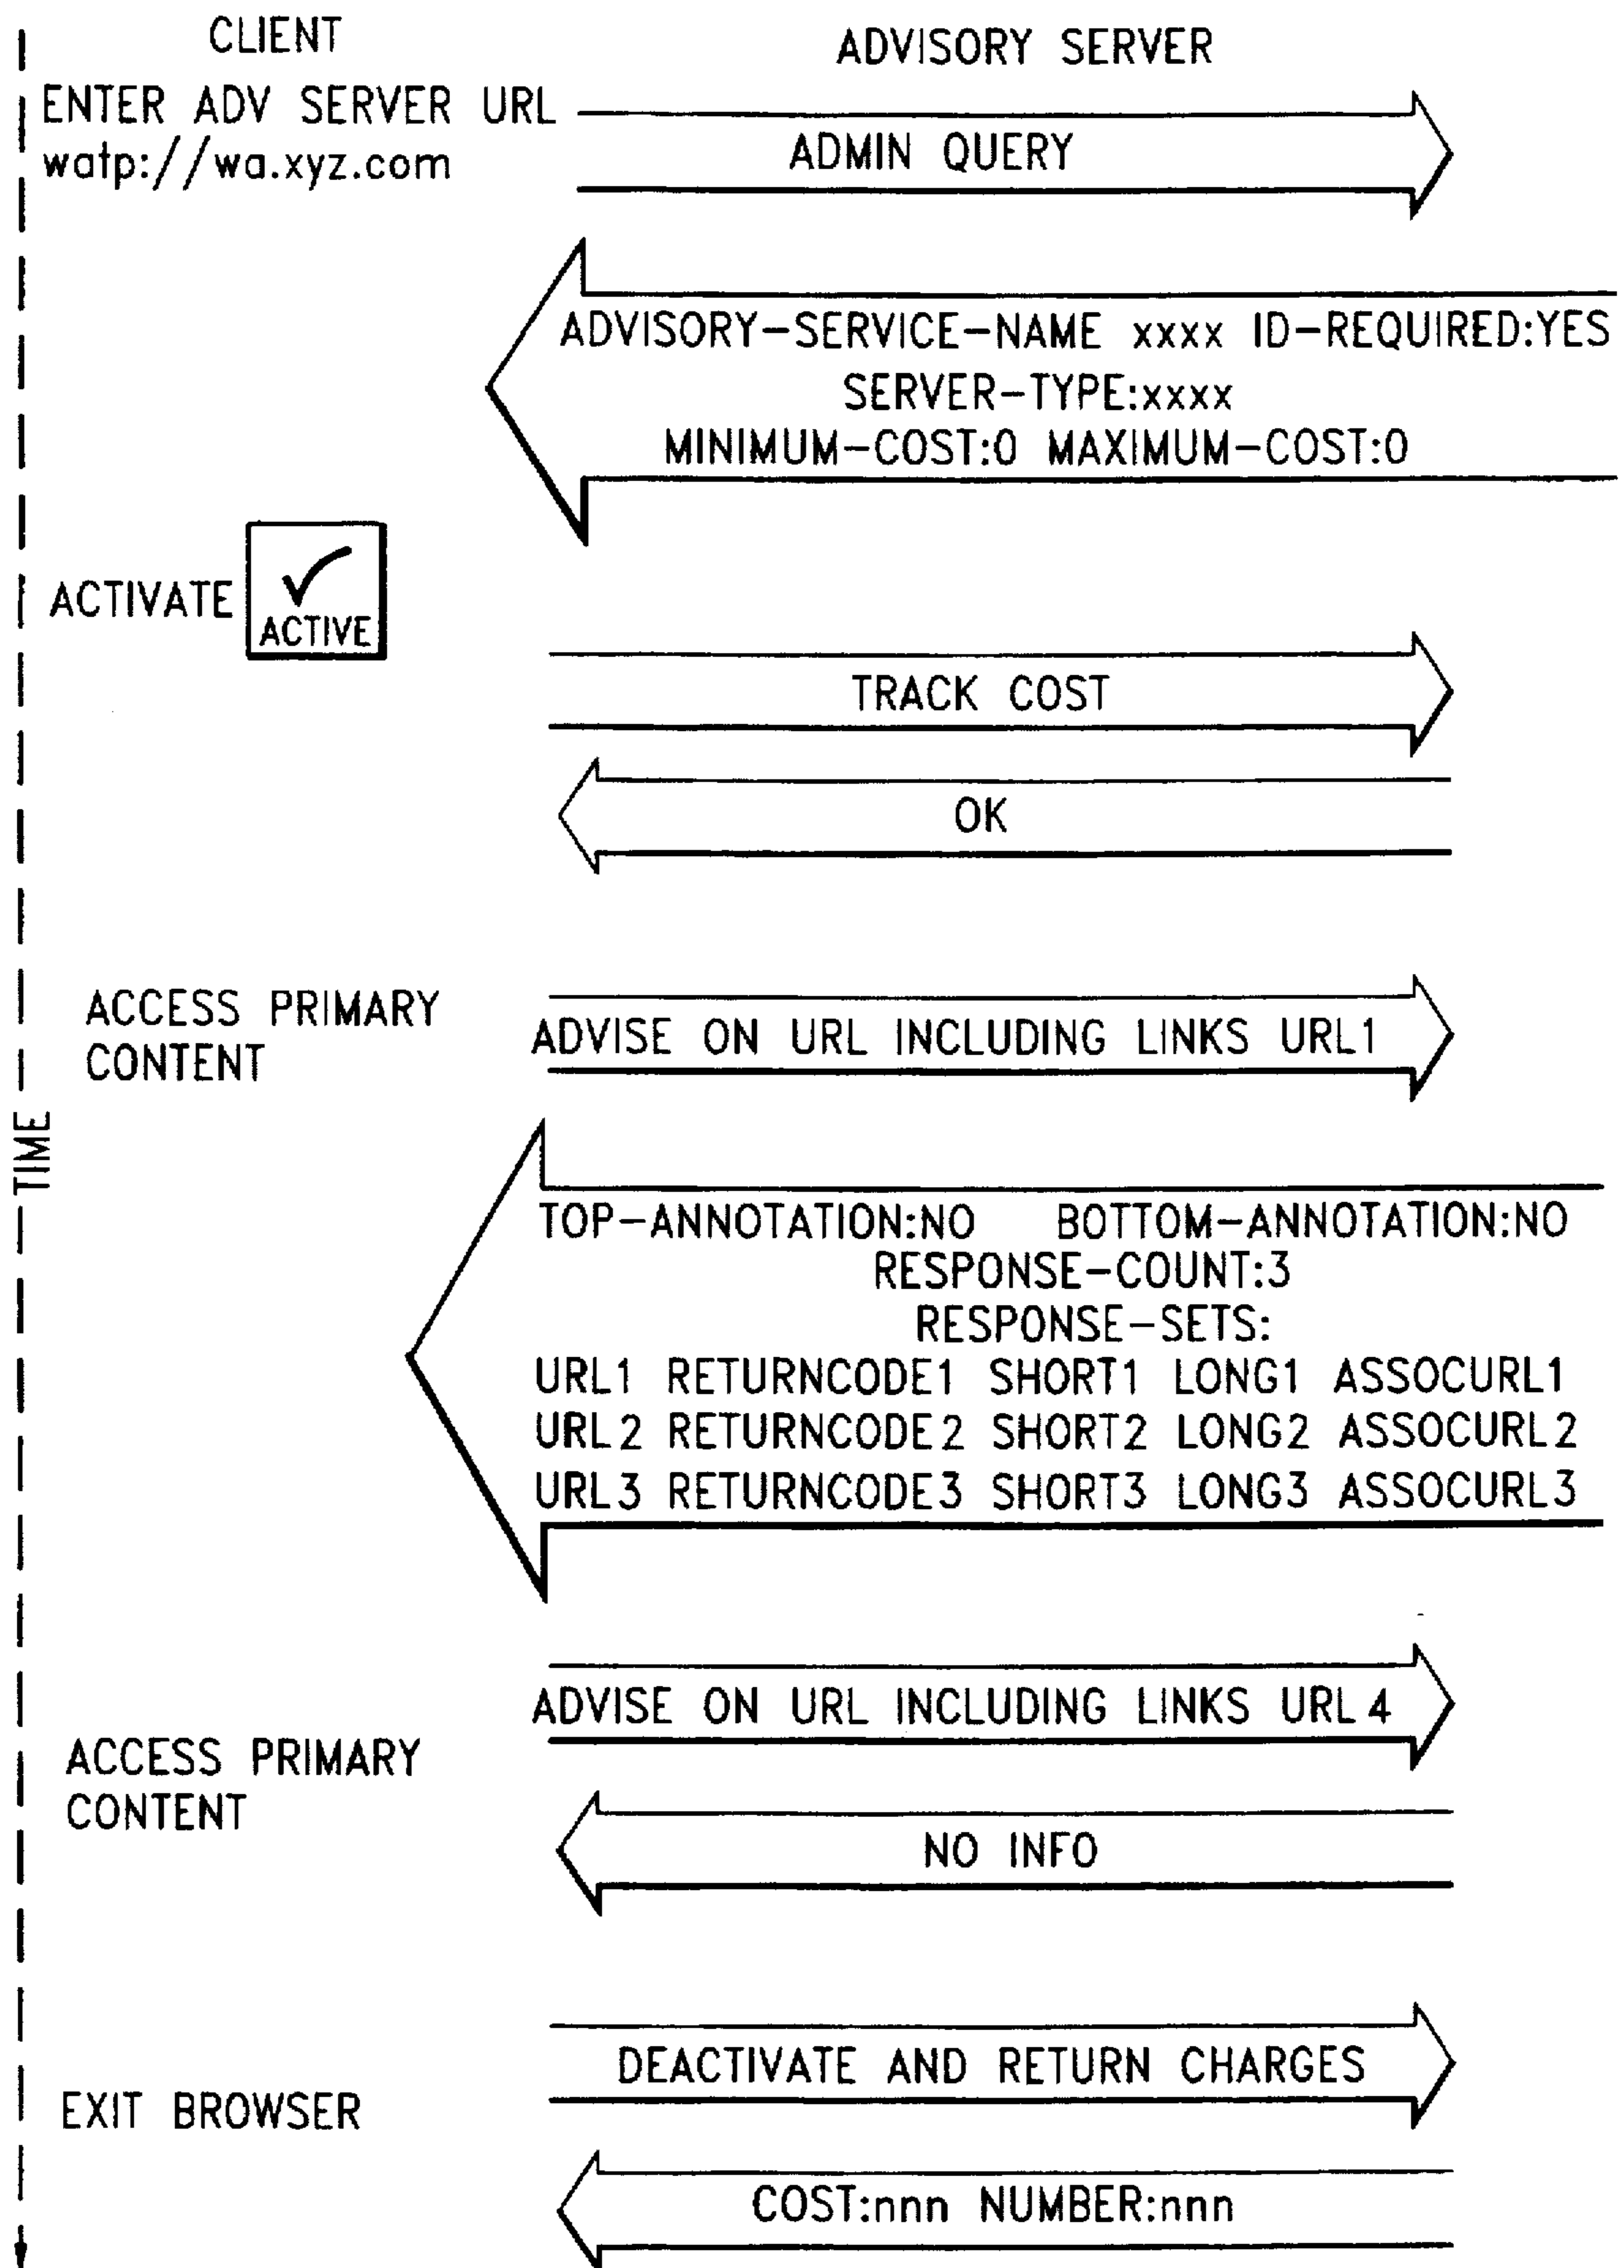 CLIENT
ADVISORY SERVER
ENTER ADV SERVER URL
watp://wa.xyz.com
ADMIN QUERY
ADVISORY-SERVICE-NAME xxxx ID-REQUIRED:YES
SERVER-TYPE:xxxx
MINIMUM-COST:0 MAXIMUM-COST:0
ACTIVATE
ACTIVE
TRACK COST
OK
ACCESS PRIMARY
CONTENT
ADVISE ON URL INCLUDING LINKS URL1
TIME
TOP-ANNOTATION:NO BOTTOM-ANNOTATION:NO
RESPONSE-COUNT:3
RESPONSE-SETS:
URL1 RETURNCODE1 SHORT1 LONG1 ASSOCURL1
URL2 RETURNCODE2 SHORT2 LONG2 ASSOCURL2
URL3 RETURNCODE3 SHORT3 LONG3 ASSOCURL3
ADVISE ON URL INCLUDING LINKS URL4
ACCESS PRIMARY
CONTENT
NO INFO
DEACTIVATE AND RETURN CHARGES
EXIT BROWSER
COST:nnn NUMBER:nnn